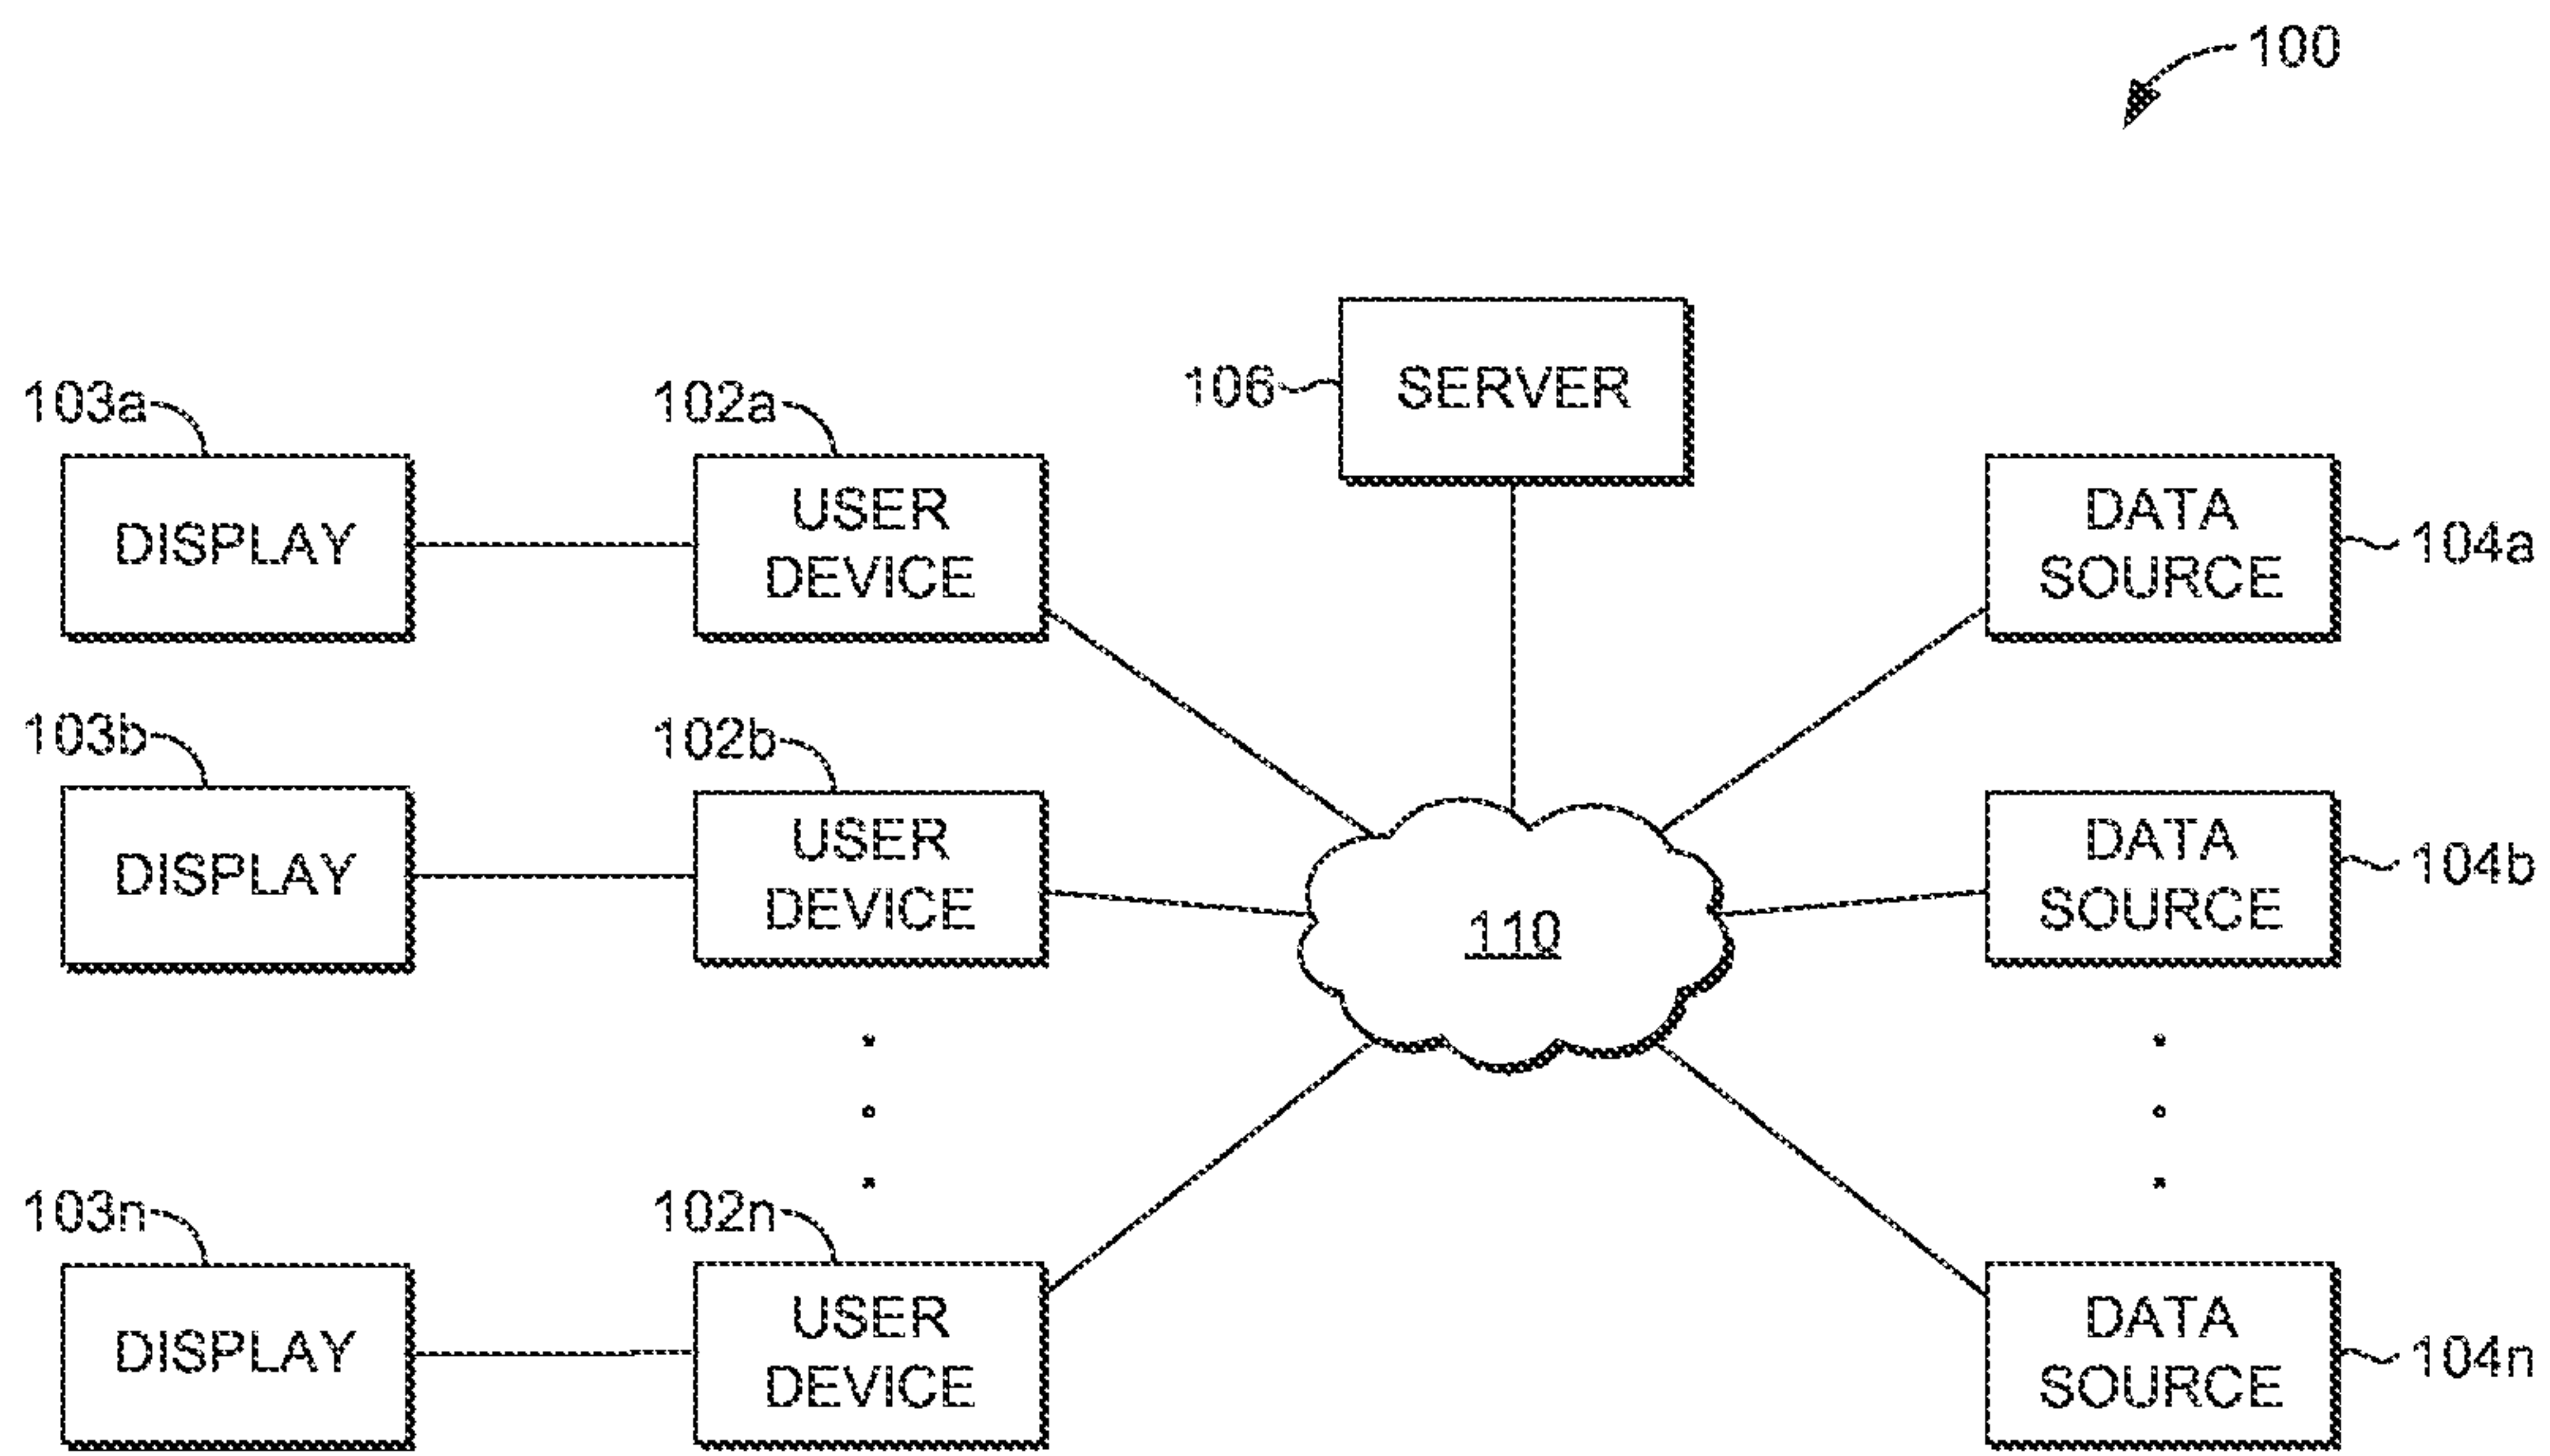 100
106
SERVER
103a
102a
DISPLAY
USER
DEVICE
DATA
SOURCE
104a
103b
102b
DISPLAY
USER
DEVICE
110
DATA
SOURCE
104b
103n
102n
DISPLAY
USER
DEVICE
DATA
SOURCE
104n